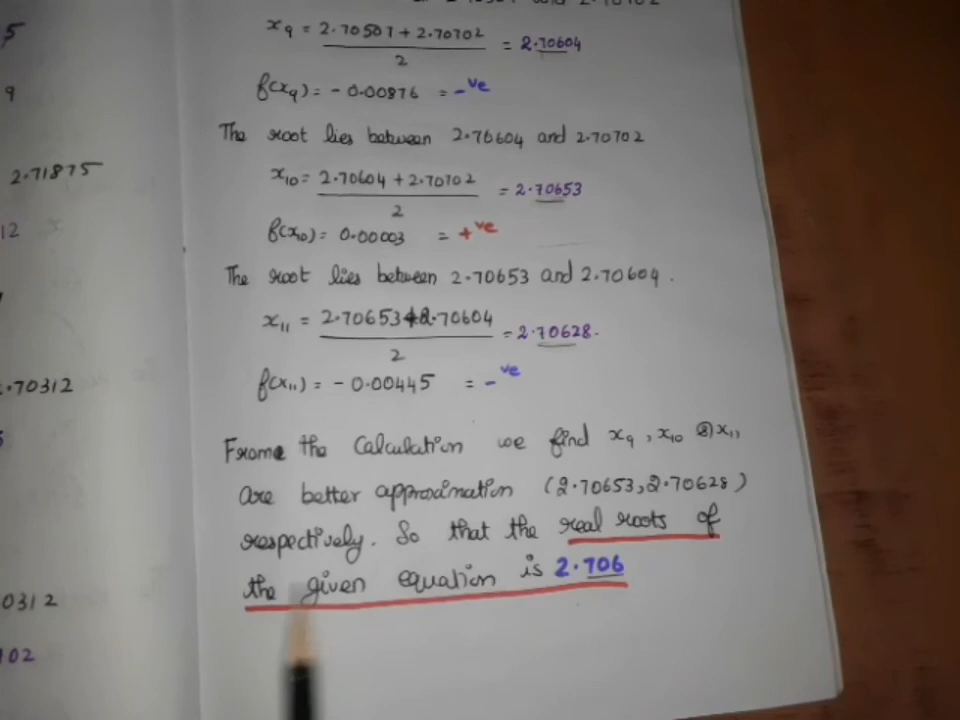 5
9
2.71875
12
.70312
0312
102
x9 = 2.70507 + 2.70702 / 2 = 2.70604
f(x9) = - 0.00876 = -ve
The root lies between 2.70604 and 2.70702
x10 = 2.70604 + 2.70702 / 2 = 2.70653
f(x10) = 0.00003 = +ve
The root lies between 2.70653 and 2.70604.
x11 = 2.70653+2.70604 / 2 = 2.70628.
f(x11) = - 0.00445 = -ve
Frome the Calculation we find x9, x10 & x11
are better approximation (2.70653, 2.70628)
respectively. So that the real roots of
the given equation is 2.706